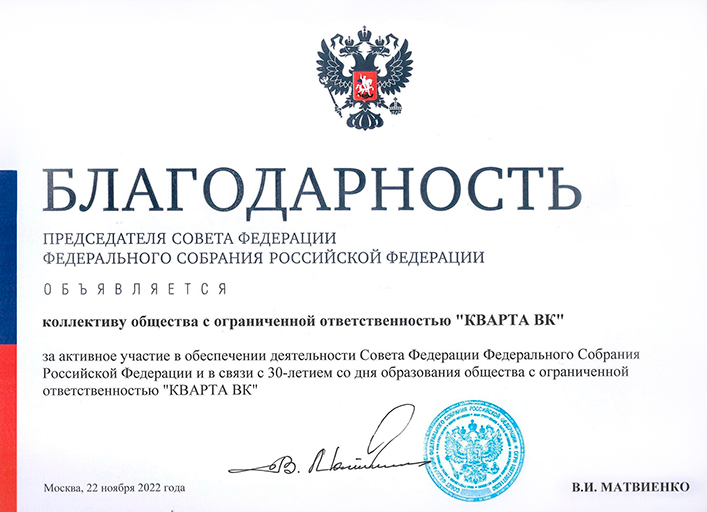 БЛАГОДАРНОСТЬ
ПРЕДСЕДАТЕЛЯ СОВЕТА ФЕДЕРАЦИИ
ФЕДЕРАЛЬНОГО СОБРАНИЯ РОССИЙСКОЙ ФЕДЕРАЦИИ
ОБЪЯВЛЯЕТСЯ
коллективу общества с ограниченной ответственностью "КВАРТА ВК"
за активное участие в обеспечении деятельности Совета Федерации Федерального Собрания
Российской Федерации и в связи с 30-летием со дня образования общества с ограниченной
ответственностью "КВАРТА ВК"
Москва, 22 ноября 2022 года
В.И. МАТВИЕНКО